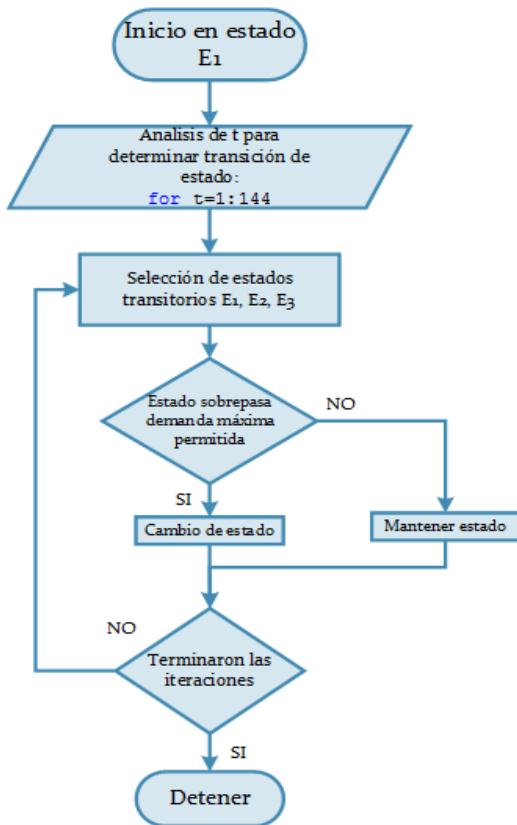 Inicio en estado
E1
Analisis de t para
determinar transición de
estado:
for t=1:144
Selección de estados
transitorios E1, E2, E3
Estado sobrepasa
demanda máxima
permitida
NO
SI
Cambio de estado
Mantener estado
NO
Terminaron las
iteraciones
SI
Detener